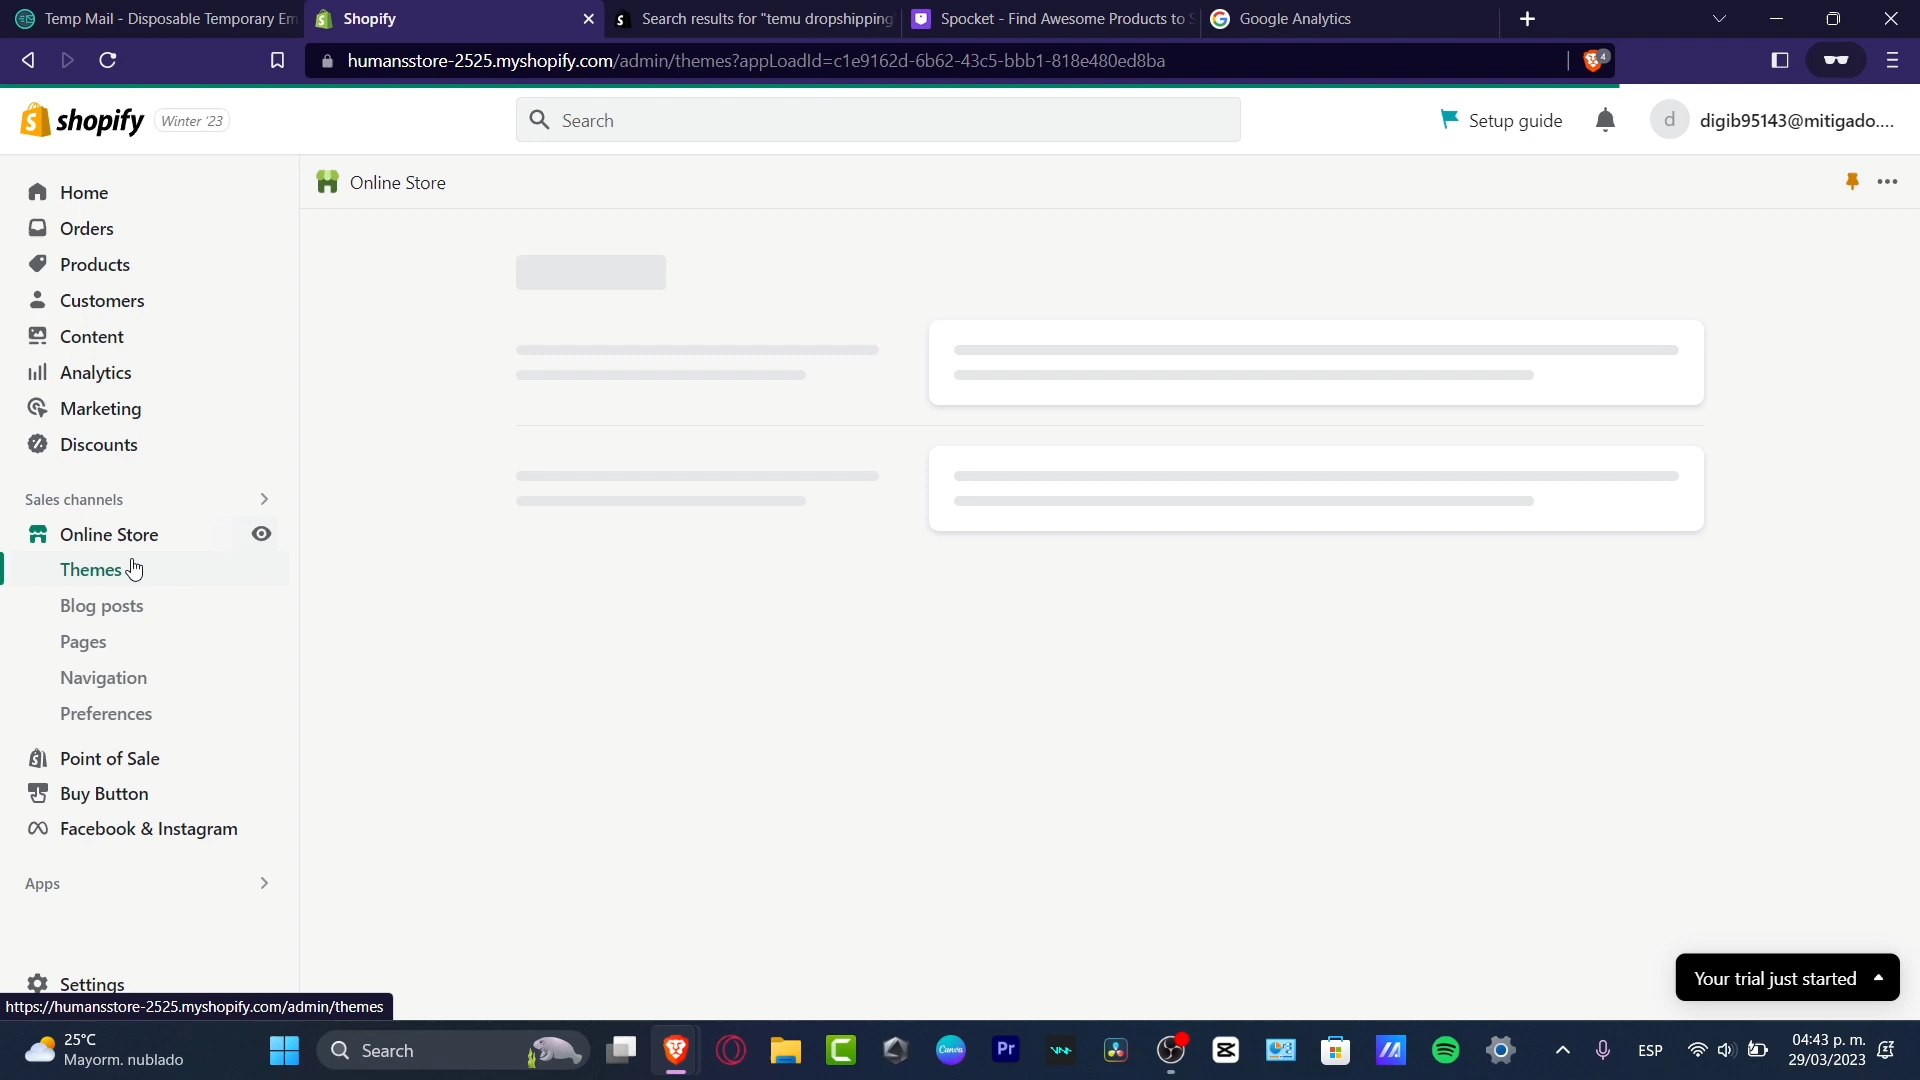 Temp Mail - Disposable Temporary Em
Shopify
Search results for "temu dropshipping
Spocket - Find Awesome Products to S
Google Analytics
humansstore-2525.myshopify.com/admin/themes?appLoadId=c1e9162d-6b62-43c5-bbb1-818e480ed8ba
4
shopify
Winter '23
Search
Setup guide
d
digib95143@mitigado....
Home
Online Store
Orders
Products
Customers
Content
Analytics
Marketing
Discounts
Sales channels
Online Store
Themes
Blog posts
Pages
Navigation
Preferences
Point of Sale
Buy Button
Facebook & Instagram
Apps
Settings
Your trial just started
https://humansstore-2525.myshopify.com/admin/themes
25°C
Mayorm. nublado
Search
Canva
Pr
ESP
04:43 p. m.
29/03/2023